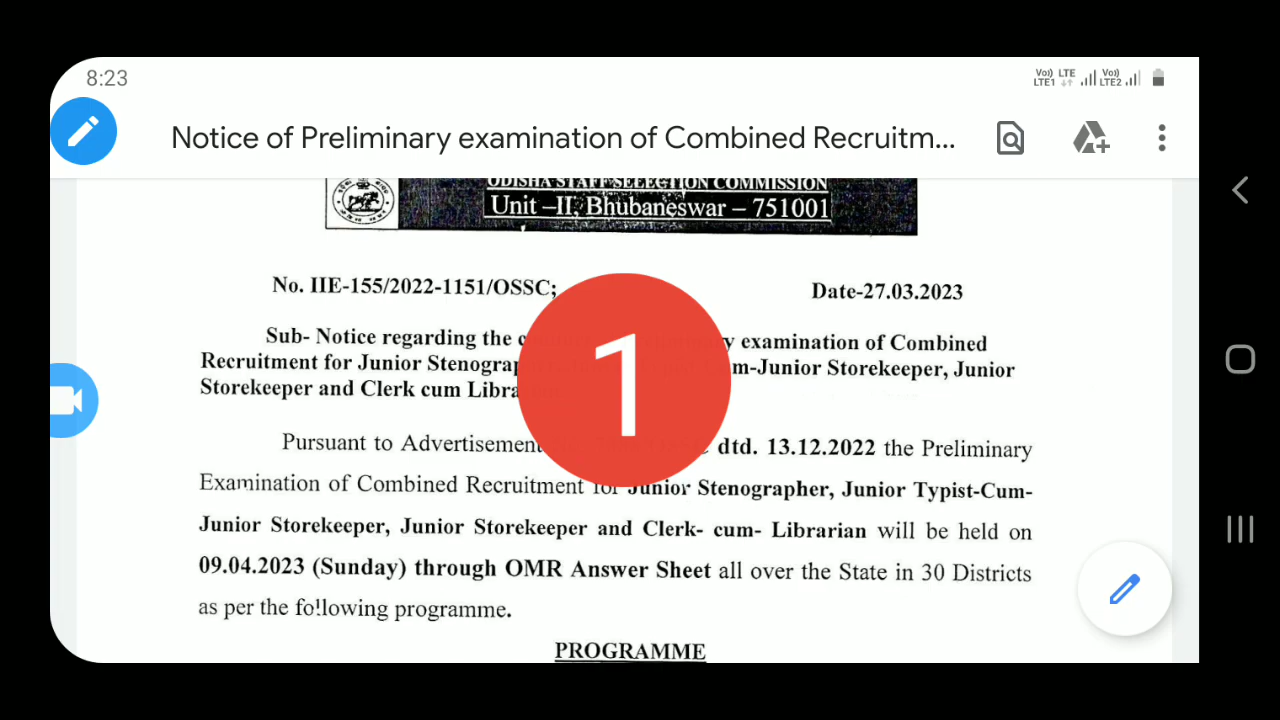 8:23
Vo) LTE Vo)
LTE1 LTE2
Notice of Preliminary examination of Combined Recruitm...
ODISHA STAFF SELECTION COMMISSION
Unit –II, Bhubaneswar – 751001
No. IIE-155/2022-1151/OSSC; Date-27.03.2023
Sub- Notice regarding the examination of Combined
Recruitment for Junior Storekeeper, Junior
Storekeeper and Clerk cum
1
Pursuant to Advertisement dtd. 13.12.2022 the Preliminary
Examination of Combined Recruitment for Junior Stenographer, Junior Typist-Cum-
Junior Storekeeper, Junior Storekeeper and Clerk- cum- Librarian will be held on
09.04.2023 (Sunday) through OMR Answer Sheet all over the State in 30 Districts
as per the following programme.
PROGRAMME